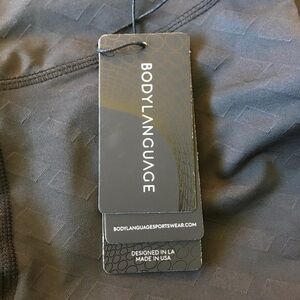 BODYLANGUAGE
BODYLANGUAGESPORTSWEAR.COM
DESIGNED IN LA
MADE IN USA